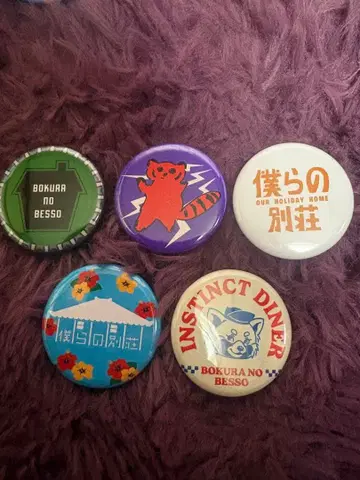 BOKURA
NO
BESSO
僕らの
OUR HOLIDAY HOME
別荘
僕らの別荘
INSTINCT DINER
BOKURA NO
BESSO